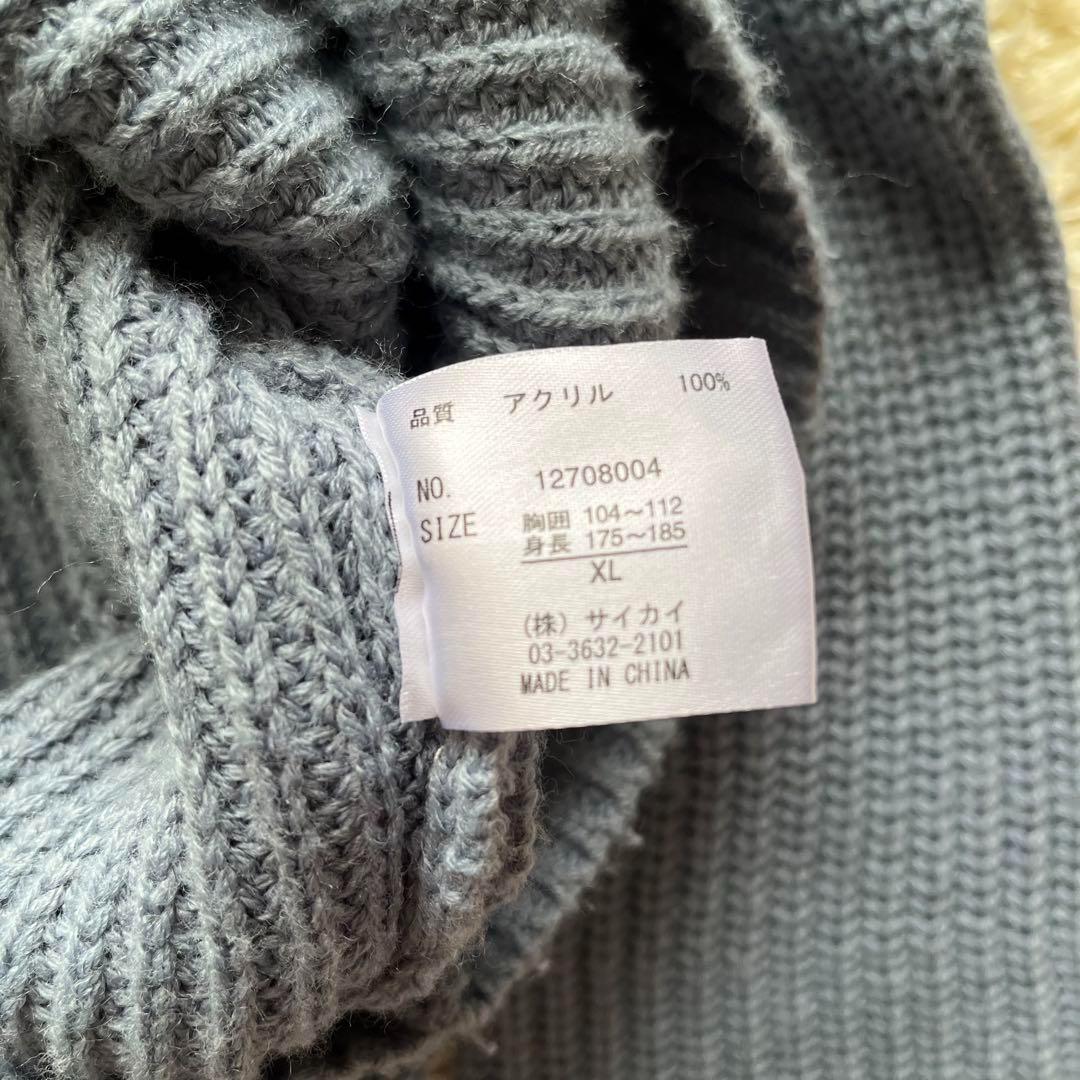 品質 アクリル 100%
NO. 12708004
SIZE 胸囲 104〜112
身長 175〜185
XL
(株) サイカイ
03-3632-2101
MADE IN CHINA